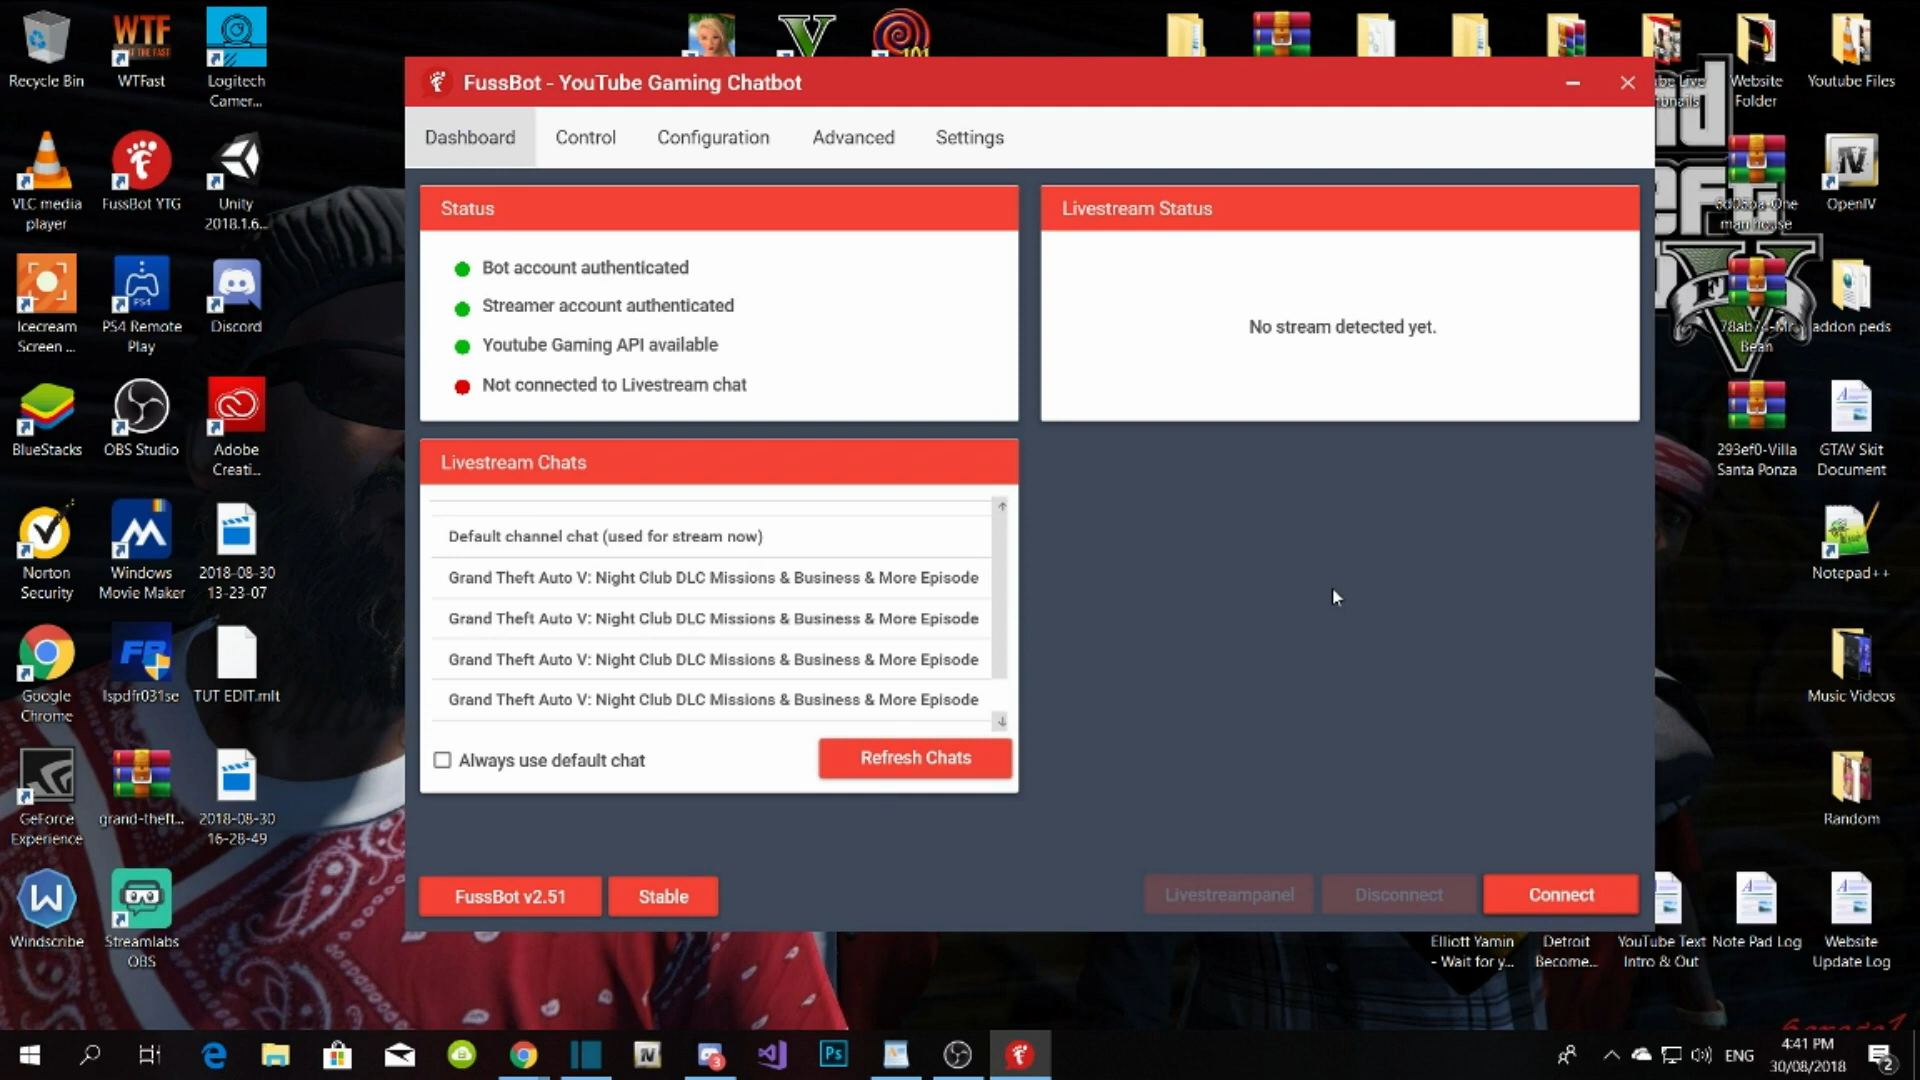 Recycle Bin
WTF
WTFast
Logitech
Camer...
VLC media
player
FussBot YTG
Unity
2018.1.6...
Icecream
Screen ...
PS4
PS4 Remote
Play
Discord
BlueStacks
OBS Studio
Adobe
Creati...
Norton
Security
Windows
Movie Maker
2018-08-30
13-23-07
Google
Chrome
lspdfr031se
TUT EDIT.mlt
GeForce
Experience
grand-theft...
2018-08-30
16-28-49
Windscribe
Streamlabs
OBS
FussBot - YouTube Gaming Chatbot
Dashboard
Control
Configuration
Advanced
Settings
Status
Bot account authenticated
Streamer account authenticated
Youtube Gaming API available
Not connected to Livestream chat
Livestream Status
No stream detected yet.
Livestream Chats
Default channel chat (used for stream now)
Grand Theft Auto V: Night Club DLC Missions & Business & More Episode
Grand Theft Auto V: Night Club DLC Missions & Business & More Episode
Grand Theft Auto V: Night Club DLC Missions & Business & More Episode
Grand Theft Auto V: Night Club DLC Missions & Business & More Episode
Always use default chat
Refresh Chats
FussBot v2.51
Stable
Livestreampanel
Disconnect
Connect
Website
Folder
Youtube Files
man house
OpenIV
Bean
addon peds
293ef0-Villa
Santa Ponza
GTAV Skit
Document
Notepad++
Music Videos
Random
Elliott Yamin
- Wait for y...
Detroit
Become...
YouTube Text
Intro & Out
Note Pad Log
Website
Update Log
Ps
3
ENG
4:41 PM
30/08/2018
2